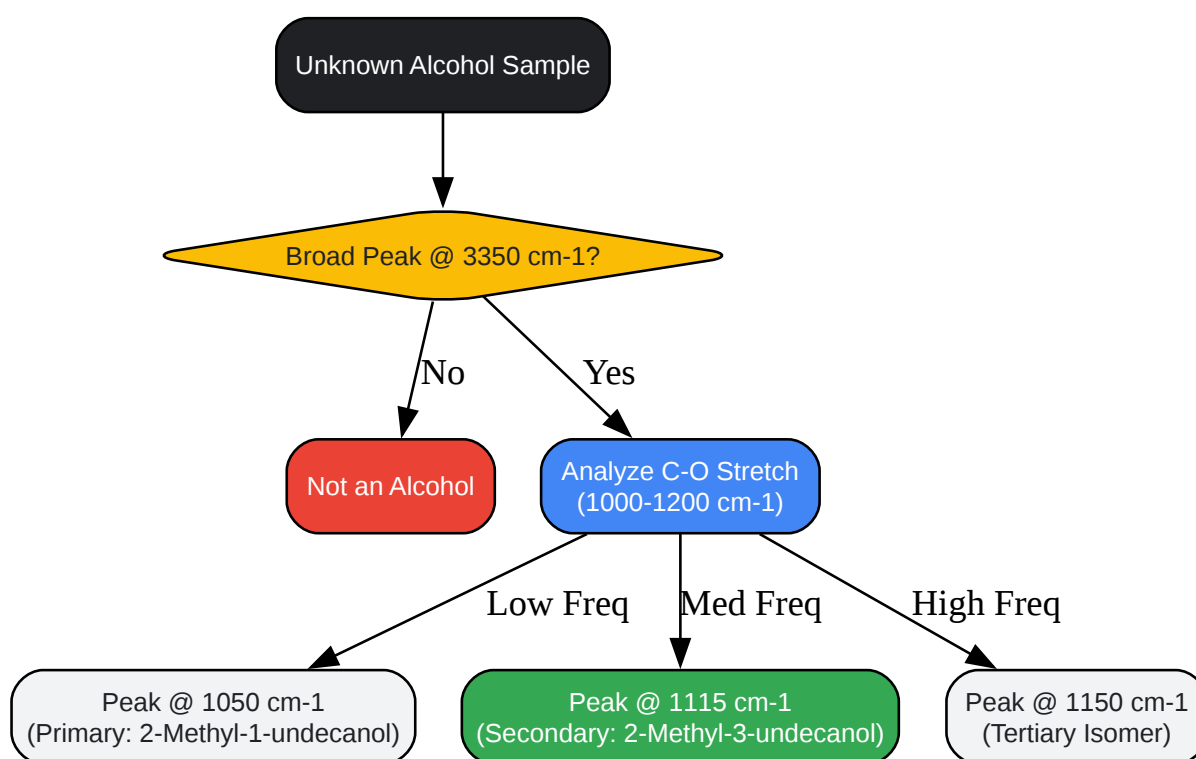 Unknown Alcohol Sample
Broad Peak @ 3350 cm-1?
No
Yes
Not an Alcohol
Analyze C-O Stretch
(1000-1200 cm-1)
Low Freq
Med Freq
High Freq
Peak @ 1050 cm-1
(Primary: 2-Methyl-1-undecanol)
Peak @ 1115 cm-1
(Secondary: 2-Methyl-3-undecanol)
Peak @ 1150 cm-1
(Tertiary Isomer)